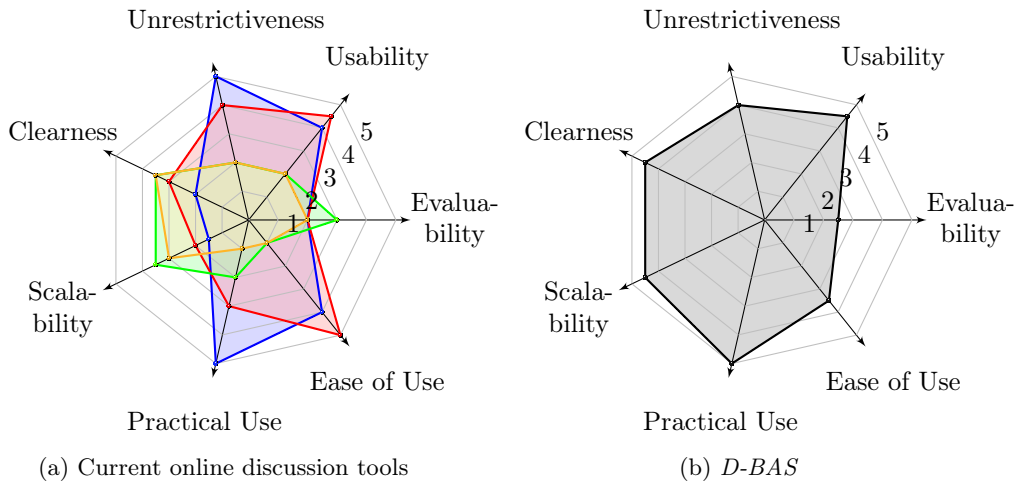 Unrestrictiveness
Usability
5
4
3
2
1
Clearness
Evalua-
bility
Scala-
bility
Ease of Use
Practical Use
(a) Current online discussion tools
Unrestrictiveness
Usability
5
4
3
2
1
Clearness
Evalua-
bility
Scala-
bility
Ease of Use
Practical Use
(b) D-BAS